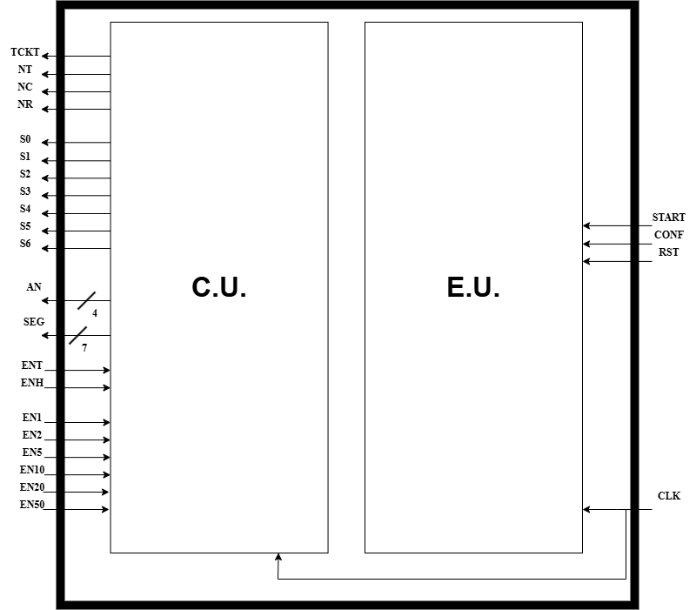 TCKT
NT
NC
NR
S0
S1
S2
S3
S4
S5
S6
AN
4
SEG
7
ENT
ENH
EN1
EN2
EN5
EN10
EN20
EN50
C.U.
E.U.
START
CONF
RST
CLK